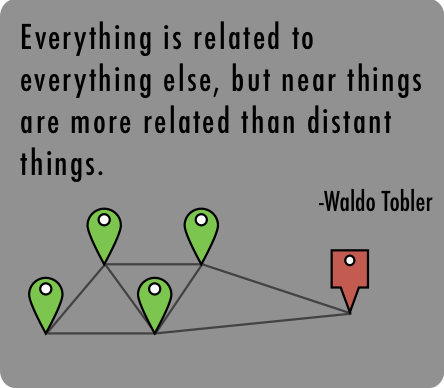 Everything is related to
everything else, but near things
are more related than distant
things.
-Waldo Tobler